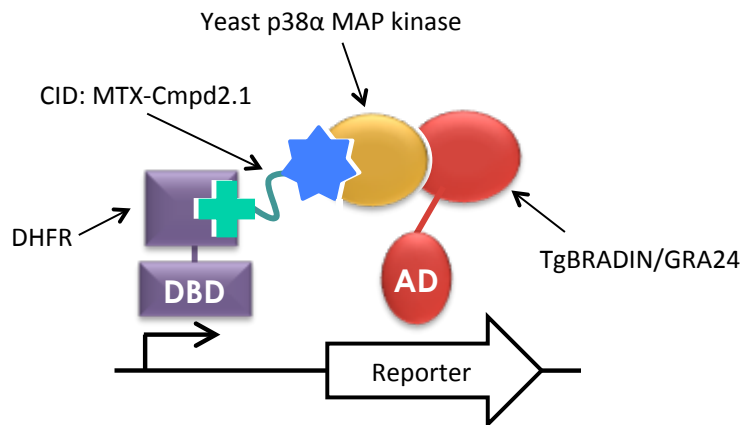 Yeast p38α MAP kinase
CID: MTX-Cmpd2.1
DHFR
TgBRADIN/GRA24
DBD
AD
Reporter